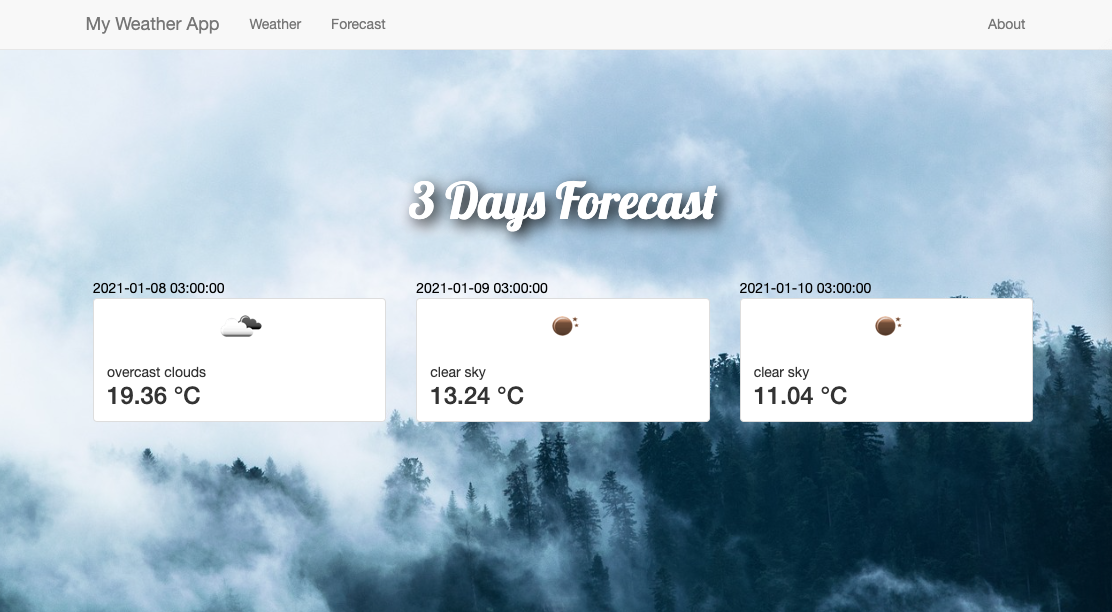 My Weather App Weather Forecast About
3 Days Forecast
2021-01-08 03:00:00
overcast clouds
19.36 °C
2021-01-09 03:00:00
clear sky
13.24 °C
2021-01-10 03:00:00
clear sky
11.04 °C